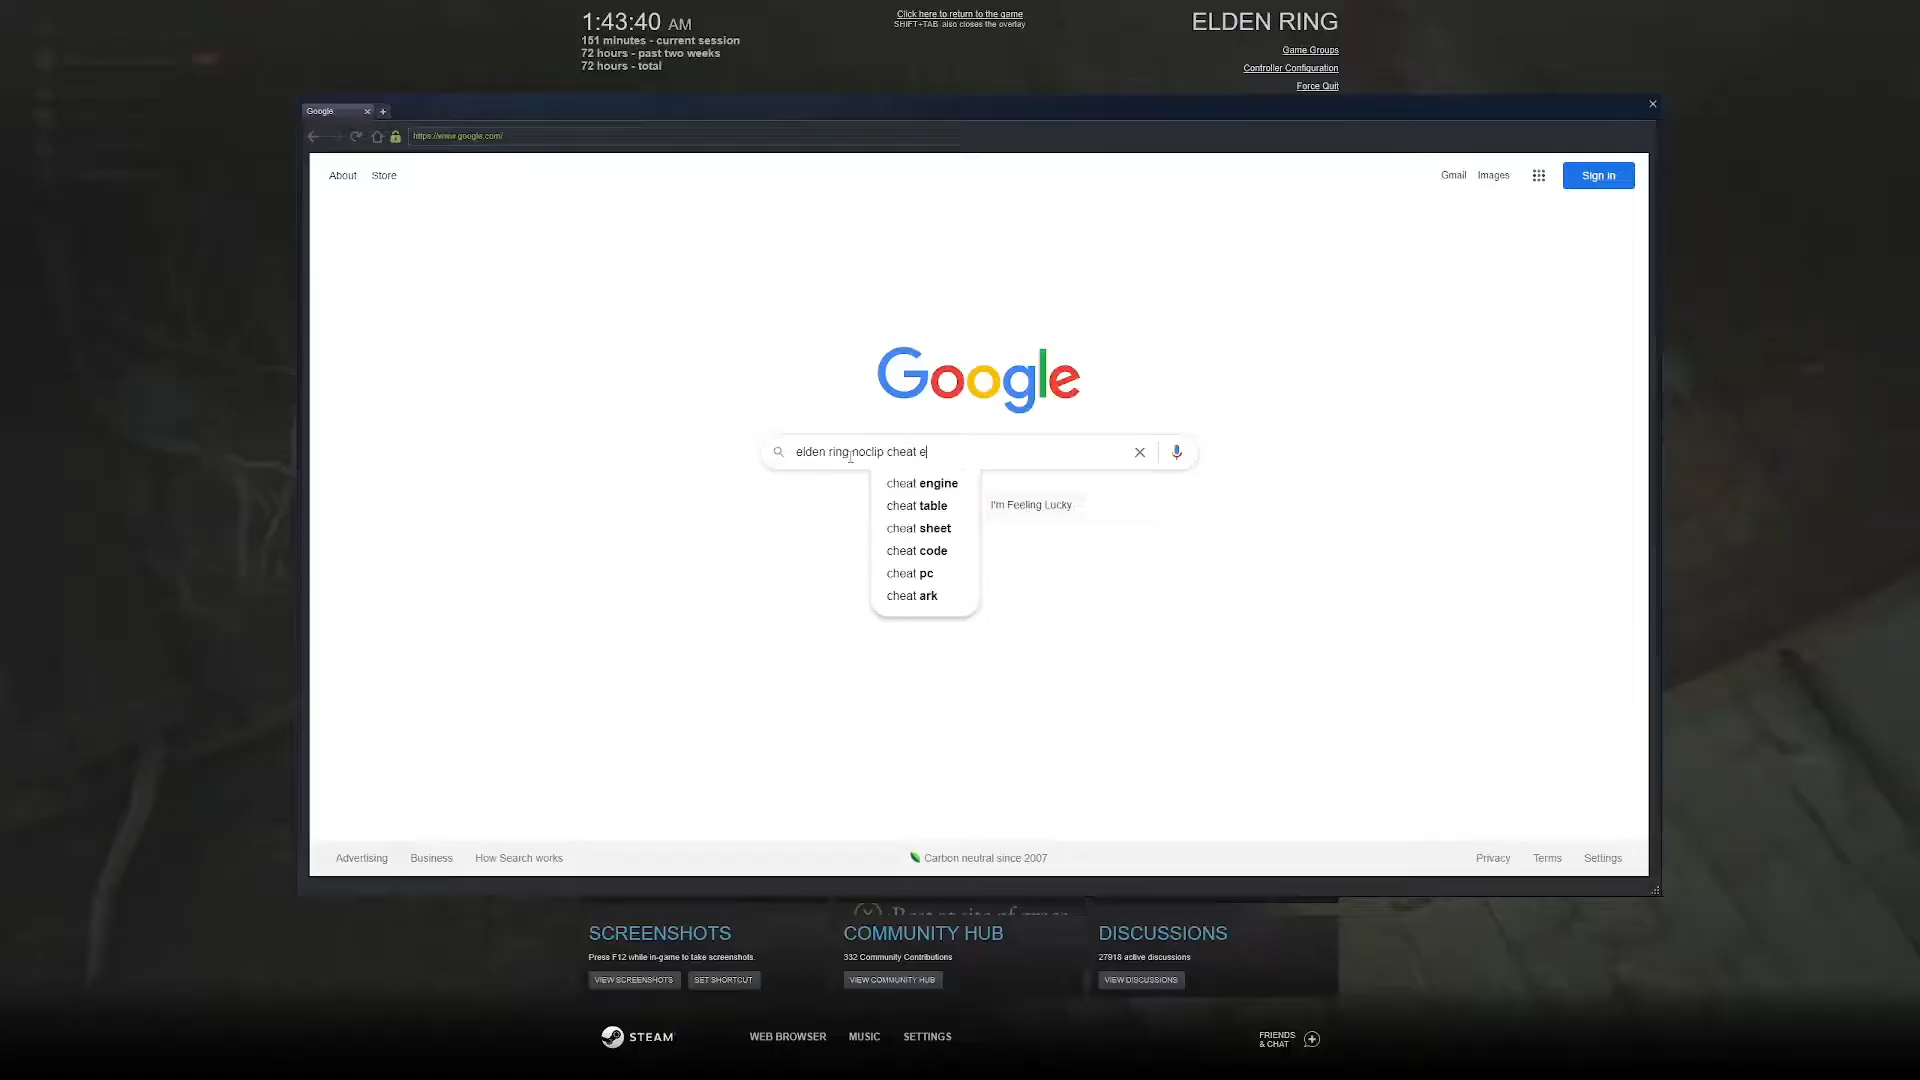 1:43:40 AM
151 minutes - current session
72 hours - past two weeks
72 hours - total
Click here to return to the game
SHIFT+TAB also closes the overlay
ELDEN RING
Game Groups
Controller Configuration
Force Quit
Google
https://www.google.com/
About Store
Gmail Images
Sign in
Google
elden ring noclip cheat e
cheat engine
cheat table
cheat sheet
cheat code
cheat pc
cheat ark
I'm Feeling Lucky
Advertising Business How Search works
Carbon neutral since 2007
Privacy Terms Settings
SCREENSHOTS
Press F12 while in-game to take screenshots.
VIEW SCREENSHOTS SET SHORTCUT
COMMUNITY HUB
332 Community Contributions
VIEW COMMUNITY HUB
DISCUSSIONS
27918 active discussions
VIEW DISCUSSIONS
STEAM
WEB BROWSER MUSIC SETTINGS
FRIENDS
& CHAT